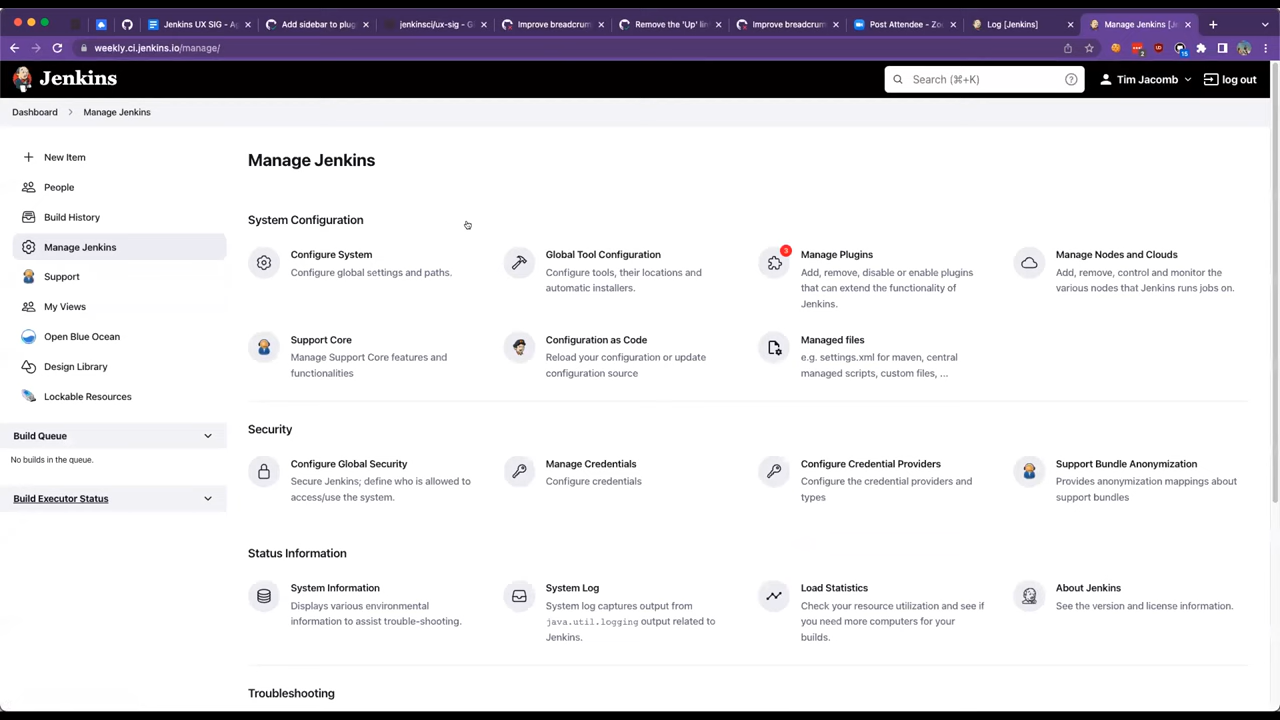 Jenkins UX SIG - Ag
Add sidebar to plug
jenkinsci/ux-sig - G
Improve breadcrum
Remove the 'Up' lin
Improve breadcrum
Post Attendee - Zoo
Log [Jenkins]
Manage Jenkins [J
weekly.ci.jenkins.io/manage/
Jenkins
Search (⌘+K)
Tim Jacomb
log out
Dashboard
Manage Jenkins
New Item
People
Build History
Manage Jenkins
Support
My Views
Open Blue Ocean
Design Library
Lockable Resources
Build Queue
No builds in the queue.
Build Executor Status
Manage Jenkins
System Configuration
Configure System
Configure global settings and paths.
Global Tool Configuration
Configure tools, their locations and
automatic installers.
3
Manage Plugins
Add, remove, disable or enable plugins
that can extend the functionality of
Jenkins.
Manage Nodes and Clouds
Add, remove, control and monitor the
various nodes that Jenkins runs jobs on.
Support Core
Manage Support Core features and
functionalities
Configuration as Code
Reload your configuration or update
configuration source
Managed files
e.g. settings.xml for maven, central
managed scripts, custom files, ...
Security
Configure Global Security
Secure Jenkins; define who is allowed to
access/use the system.
Manage Credentials
Configure credentials
Configure Credential Providers
Configure the credential providers and
types
Support Bundle Anonymization
Provides anonymization mappings about
support bundles
Status Information
System Information
Displays various environmental
information to assist trouble-shooting.
System Log
System log captures output from
java.util.logging output related to
Jenkins.
Load Statistics
Check your resource utilization and see if
you need more computers for your
builds.
About Jenkins
See the version and license information.
Troubleshooting